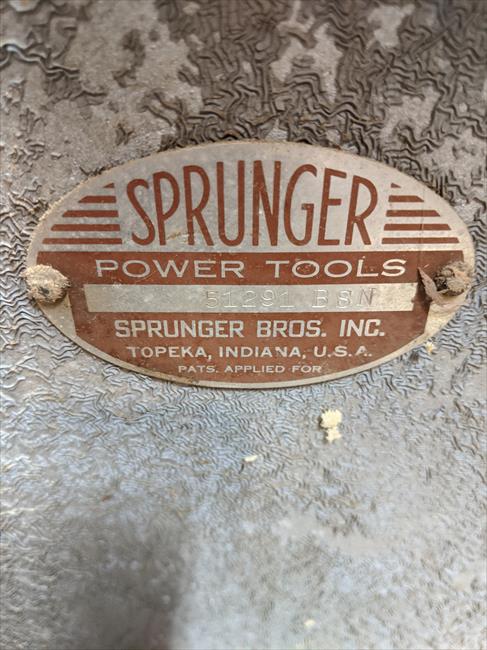 SPRUNGER
POWER TOOLS
51291 BSN
SPRUNGER BROS. INC.
TOPEKA, INDIANA, U.S.A.
PATS. APPLIED FOR